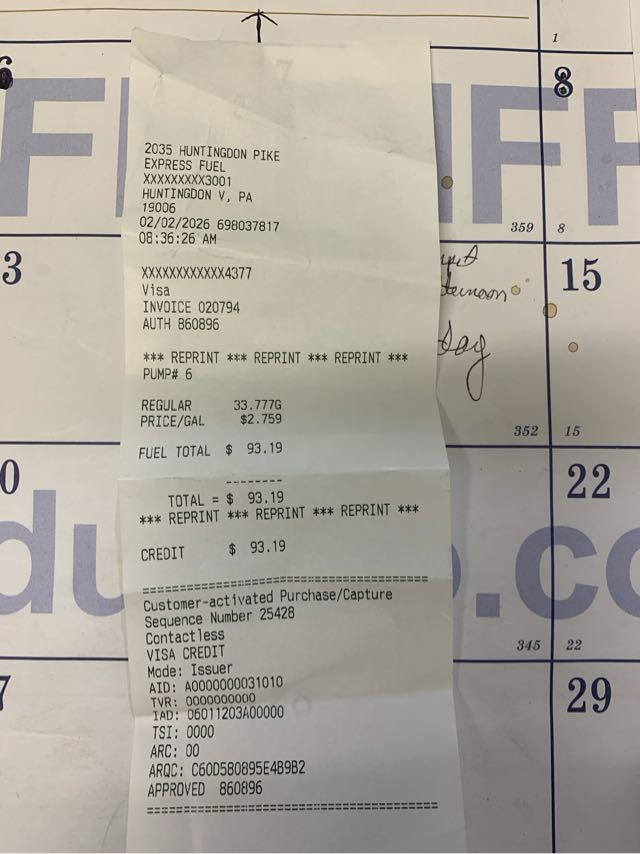 1
8
359 8
3
15
day
352 15
0
22
345 22
7
29
2035 HUNTINGDON PIKE
EXPRESS FUEL
XXXXXXXXX3001
HUNTINGDON V, PA
19006
02/02/2026 698037817
08:36:26 AM
XXXXXXXXXXXX4377
Visa
INVOICE 020794
AUTH 860896
*** REPRINT *** REPRINT *** REPRINT ***
PUMP# 6
REGULAR 33.777G
PRICE/GAL $2.759
FUEL TOTAL $ 93.19
--------
TOTAL = $ 93.19
*** REPRINT *** REPRINT *** REPRINT ***
CREDIT $ 93.19
Customer-activated Purchase/Capture
Sequence Number 25428
Contactless
VISA CREDIT
Mode: Issuer
AID: A0000000031010
TVR: 0000000000
IAD: 06011203A00000
TSI: 0000
ARC: 00
ARQC: C60D580895E4B9B2
APPROVED 860896